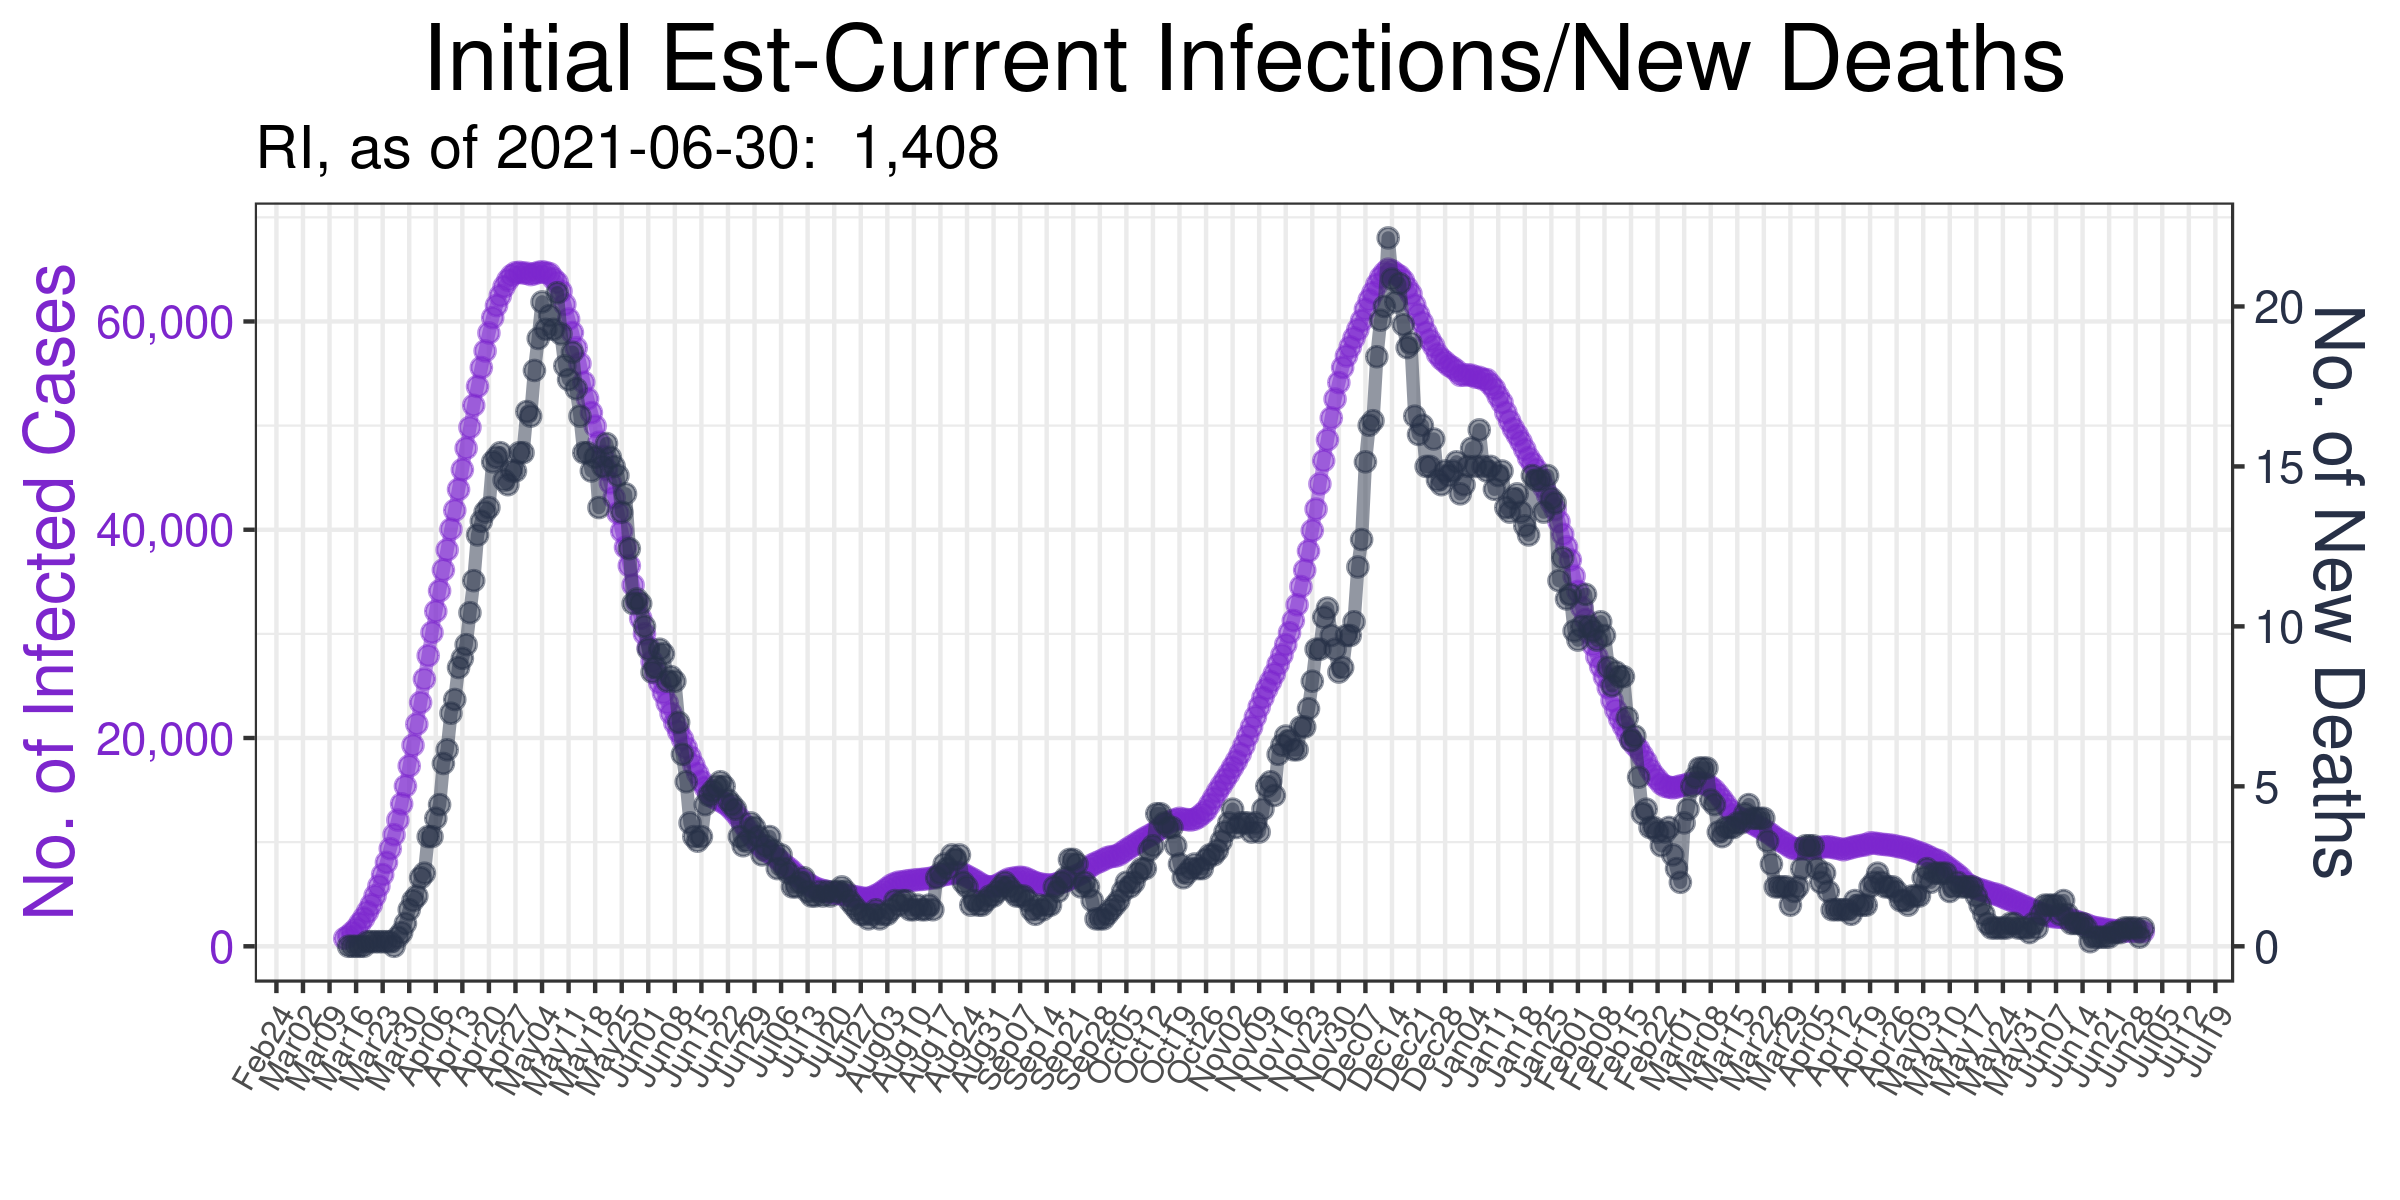 Initial Est-Current Infections/New Deaths
RI, as of 2021-06-30:  1,408
No. of Infected Cases
60,000
40,000
20,000
0
20
15
10
5
0
No. of New Deaths
Feb24
Mar02
Mar09
Mar16
Mar23
Mar30
Apr06
Apr13
Apr20
Apr27
May04
May11
May18
May25
Jun01
Jun08
Jun15
Jun22
Jun29
Jul06
Jul13
Jul20
Jul27
Aug03
Aug10
Aug17
Aug24
Aug31
Sep07
Sep14
Sep21
Sep28
Oct05
Oct12
Oct19
Oct26
Nov02
Nov09
Nov16
Nov23
Nov30
Dec07
Dec14
Dec21
Dec28
Jan04
Jan11
Jan18
Jan25
Feb01
Feb08
Feb15
Feb22
Mar01
Mar08
Mar15
Mar22
Mar29
Apr05
Apr12
Apr19
Apr26
May03
May10
May17
May24
May31
Jun07
Jun14
Jun21
Jun28
Jul05
Jul12
Jul19